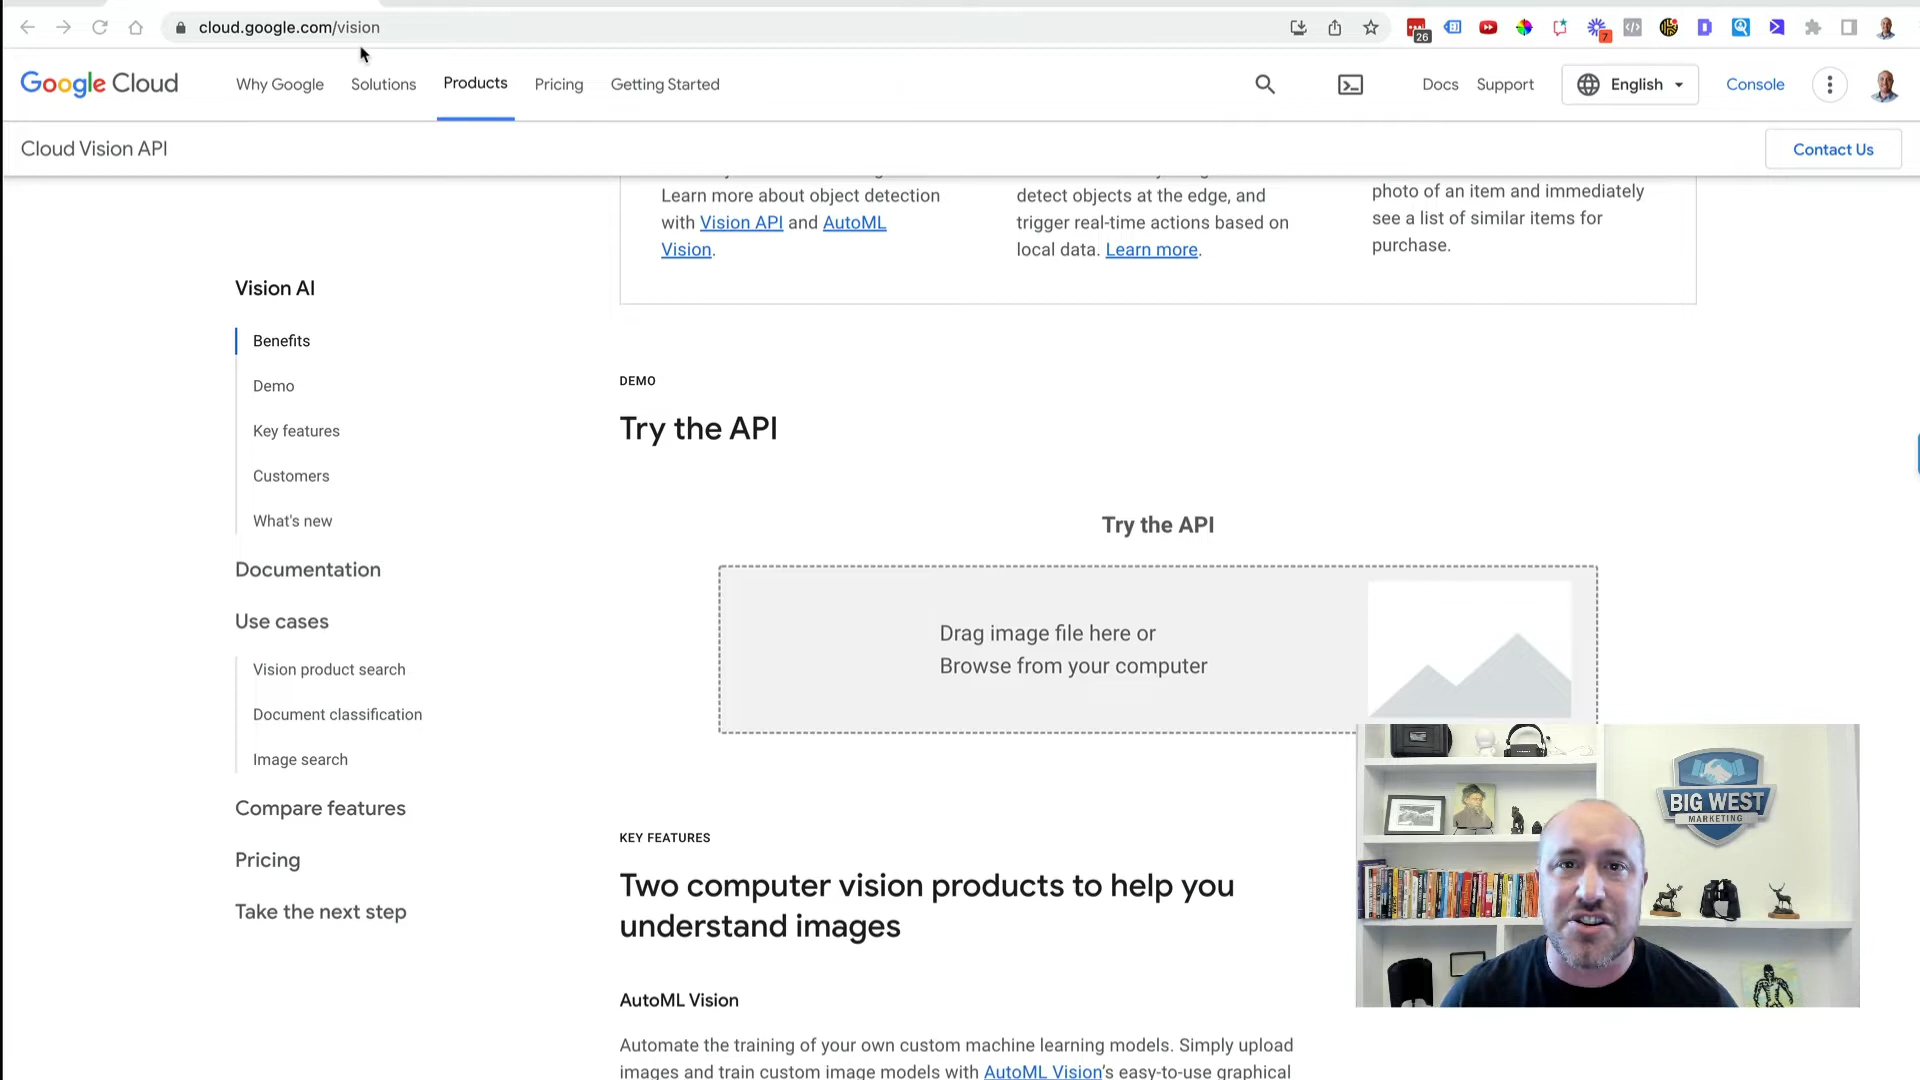 cloud.google.com/vision
26
7
Google Cloud
Why Google
Solutions
Products
Pricing
Getting Started
Docs
Support
English
Console
Cloud Vision API
Contact Us
Learn more about object detection
with Vision API and AutoML
Vision.
detect objects at the edge, and
trigger real-time actions based on
local data. Learn more.
photo of an item and immediately
see a list of similar items for
purchase.
Vision AI
Benefits
Demo
Key features
Customers
What's new
Documentation
Use cases
Vision product search
Document classification
Image search
Compare features
Pricing
Take the next step
DEMO
Try the API
Try the API
Drag image file here or
Browse from your computer
KEY FEATURES
Two computer vision products to help you
understand images
AutoML Vision
Automate the training of your own custom machine learning models. Simply upload
images and train custom image models with AutoML Vision's easy-to-use graphical
BIG WEST
MARKETING